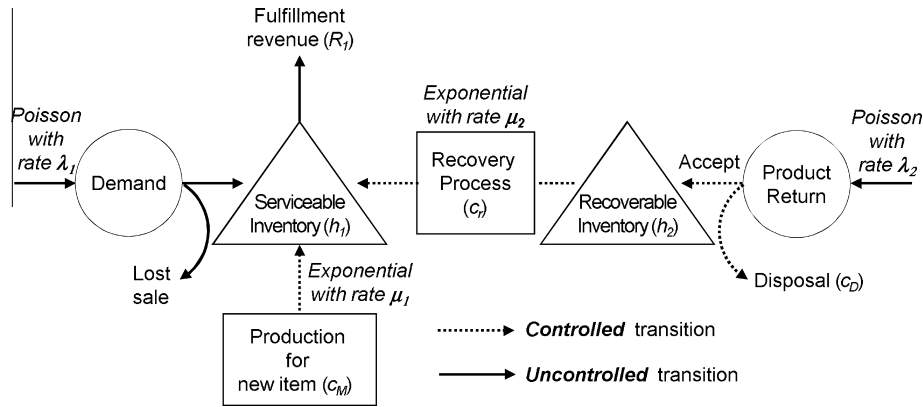 Fulfillment
revenue (R1)
Poisson
with
rate λ1
Demand
Lost
sale
Serviceable
Inventory (h1)
Exponential
with rate μ1
Production
for
new item (cM)
Exponential
with rate μ2
Recovery
Process
(cr)
Recoverable
Inventory (h2)
Accept
Product
Return
Poisson
with
rate λ2
Disposal (cD)
Controlled transition
Uncontrolled transition